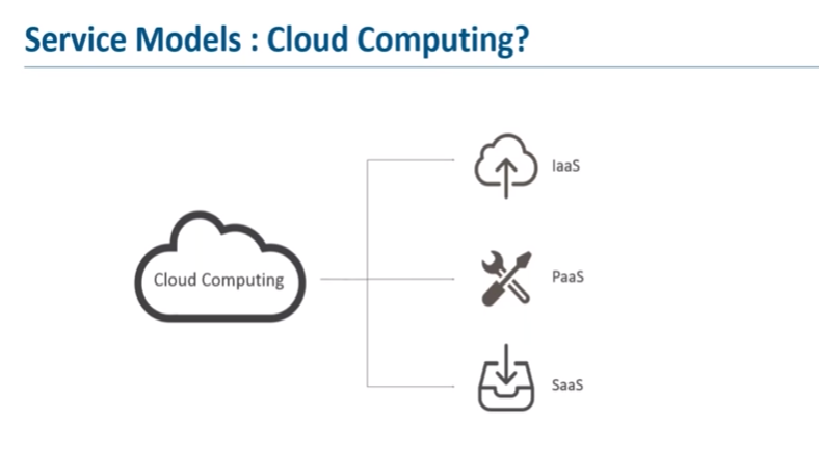 Service Models : Cloud Computing?
IaaS
Cloud Computing
PaaS
SaaS